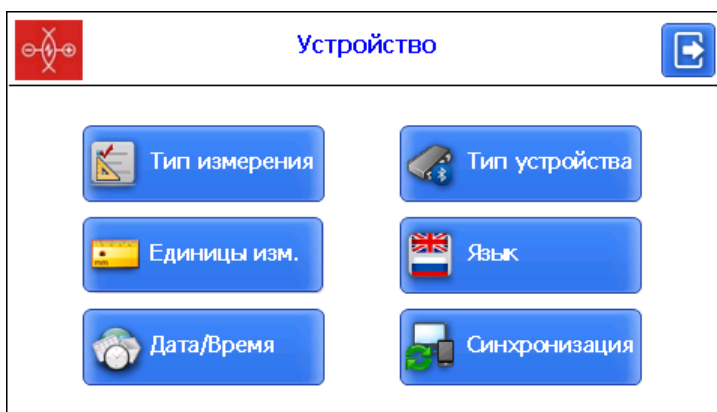 Устройство
Тип измерения
Тип устройства
Единицы изм.
Язык
Дата/Время
Синхронизация